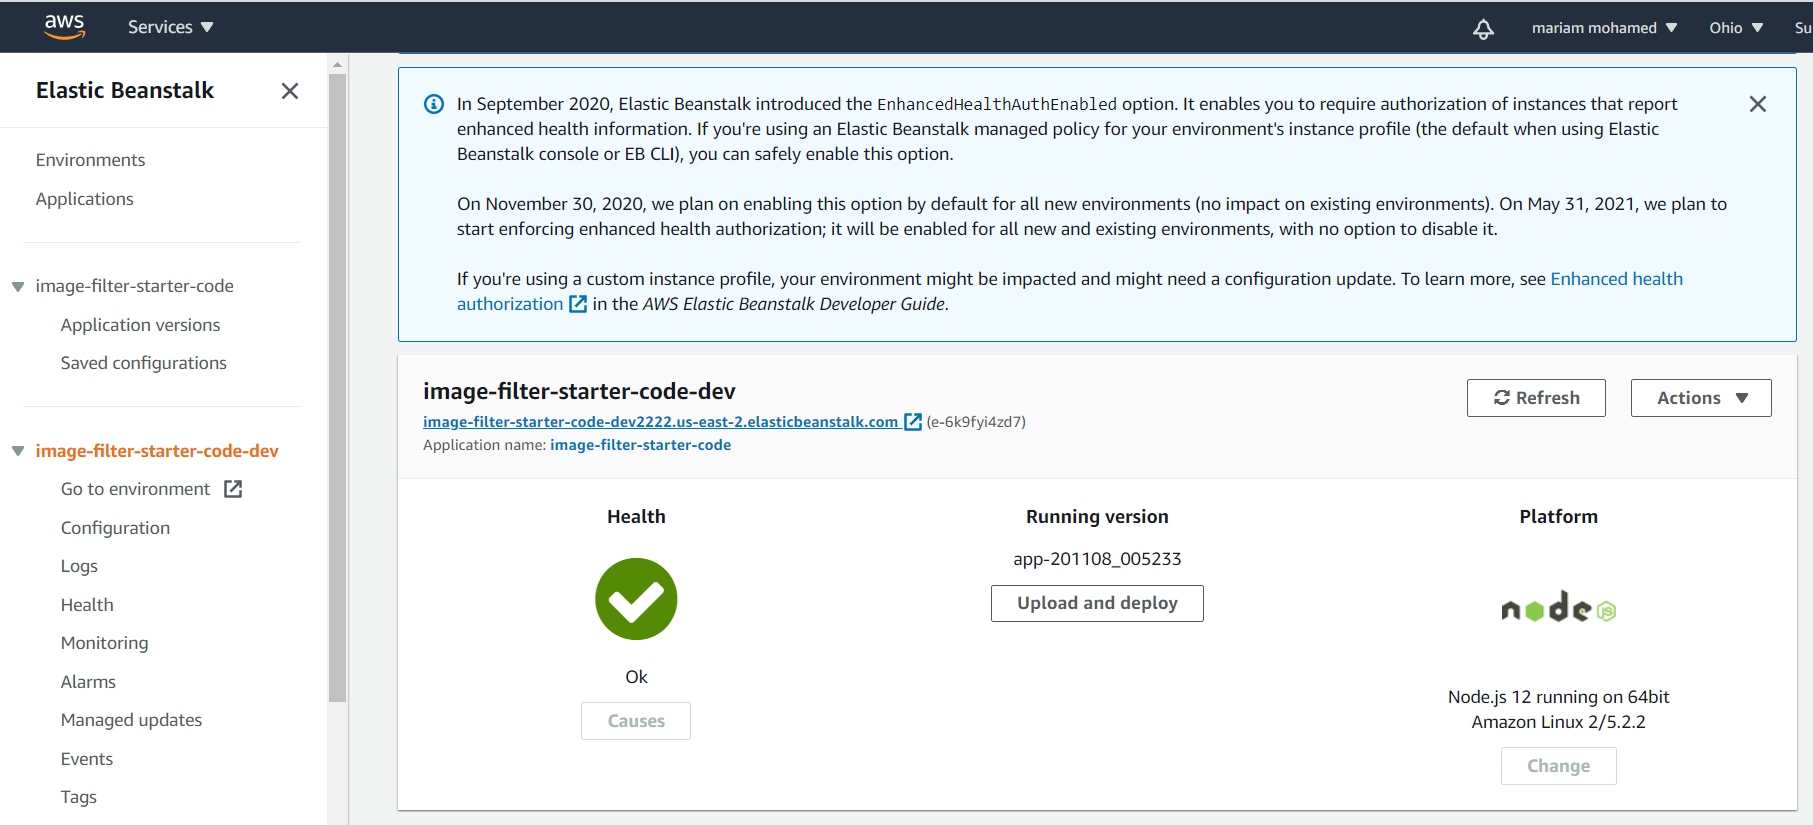 aws
Services
mariam mohamed
Ohio
Su
Elastic Beanstalk
Environments
Applications
image-filter-starter-code
Application versions
Saved configurations
image-filter-starter-code-dev
Go to environment
Configuration
Logs
Health
Monitoring
Alarms
Managed updates
Events
Tags
In September 2020, Elastic Beanstalk introduced the EnhancedHealthAuthEnabled option. It enables you to require authorization of instances that report
enhanced health information. If you're using an Elastic Beanstalk managed policy for your environment's instance profile (the default when using Elastic
Beanstalk console or EB CLI), you can safely enable this option.
On November 30, 2020, we plan on enabling this option by default for all new environments (no impact on existing environments). On May 31, 2021, we plan to
start enforcing enhanced health authorization; it will be enabled for all new and existing environments, with no option to disable it.
If you're using a custom instance profile, your environment might be impacted and might need a configuration update. To learn more, see Enhanced health
authorization in the AWS Elastic Beanstalk Developer Guide.
image-filter-starter-code-dev
image-filter-starter-code-dev2222.us-east-2.elasticbeanstalk.com (e-6k9fyi4zd7)
Application name: image-filter-starter-code
Refresh
Actions
Health
Ok
Causes
Running version
app-201108_005233
Upload and deploy
Platform
node
JS
Node.js 12 running on 64bit
Amazon Linux 2/5.2.2
Change